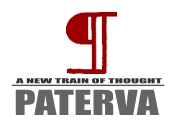 ¶
A NEW TRAIN OF THOUGHT
PATERVA